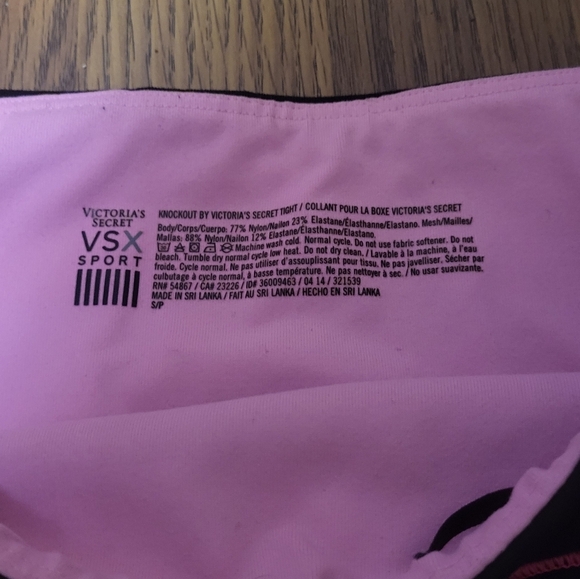 VICTORIA'S
SECRET
VSX
SPORT
KNOCKOUT BY VICTORIA'S SECRET TIGHT / COLLANT POUR LA BOXE VICTORIA'S SECRET
Body/Corps/Cuerpo: 77% Nylon/Nailon 23% Elastane/Élasthanne/Elastano. Mesh/Mailles/
Mallas: 88% Nylon/Nailon 12% Elastane/Élasthanne/Elastano.
Machine wash cold. Normal cycle. Do not use fabric softener. Do not
bleach. Tumble dry normal cycle low heat. Do not dry clean. / Lavable à la machine, à l'eau
froide. Cycle normal. Ne pas utiliser d'assouplissant pour tissu. Ne pas javelliser. Sécher par
culbutage à cycle normal, à basse température. Ne pas nettoyer à sec. / No usar suavizante.
RN# 54867 / CA# 23226 / ID# 36009463 / 04 14 / 321539
MADE IN SRI LANKA / FAIT AU SRI LANKA / HECHO EN SRI LANKA
S/P